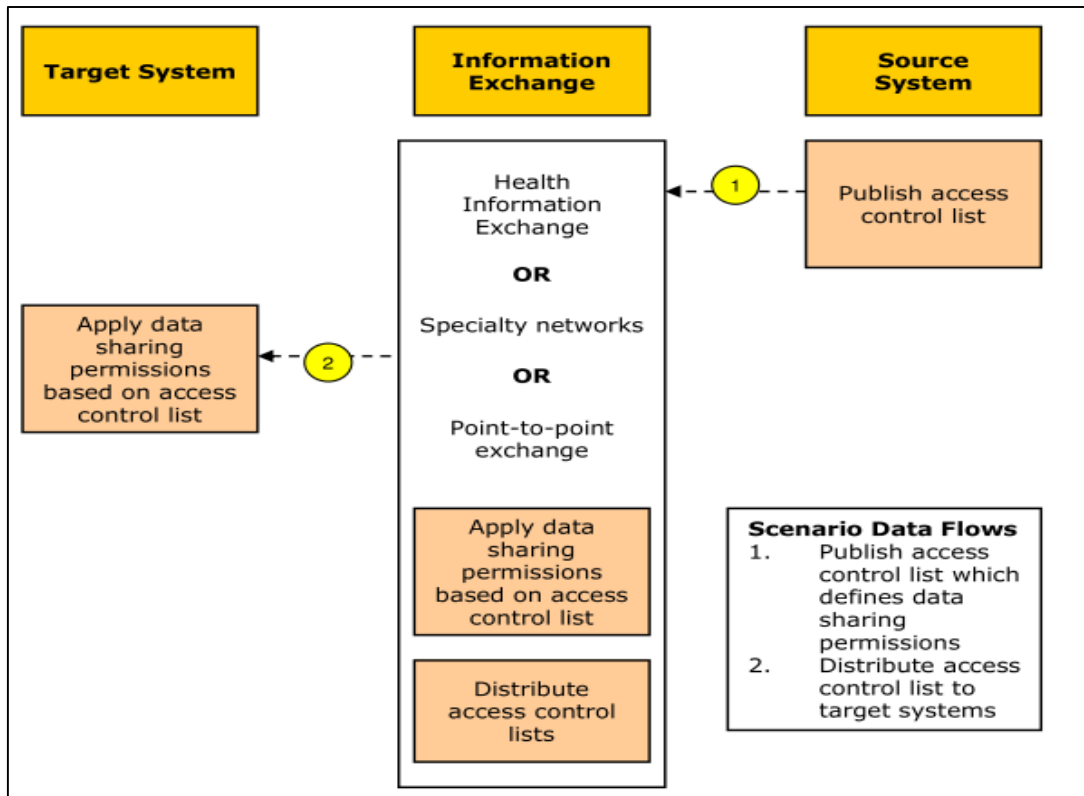 Target System
Information
Exchange
Source
System
Health
Information
Exchange
OR
Specialty networks
OR
Point-to-point
exchange
1
Publish access
control list
Apply data
sharing
permissions
based on access
control list
2
Apply data
sharing
permissions
based on access
control list
Distribute
access control
lists
Scenario Data Flows
1. Publish access
control list which
defines data
sharing
permissions
2. Distribute access
control list to
target systems